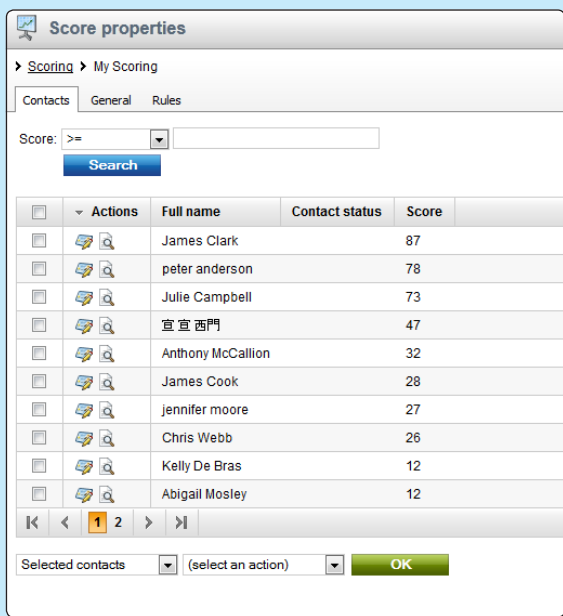 Score properties
Scoring My Scoring
Contacts General Rules
Score: >=
Search
Actions Full name Contact status Score
James Clark 87
peter anderson 78
Julie Campbell 73
宣 宣 西門 47
Anthony McCallion 32
James Cook 28
jennifer moore 27
Chris Webb 26
Kelly De Bras 12
Abigail Mosley 12
1 2
Selected contacts (select an action) OK